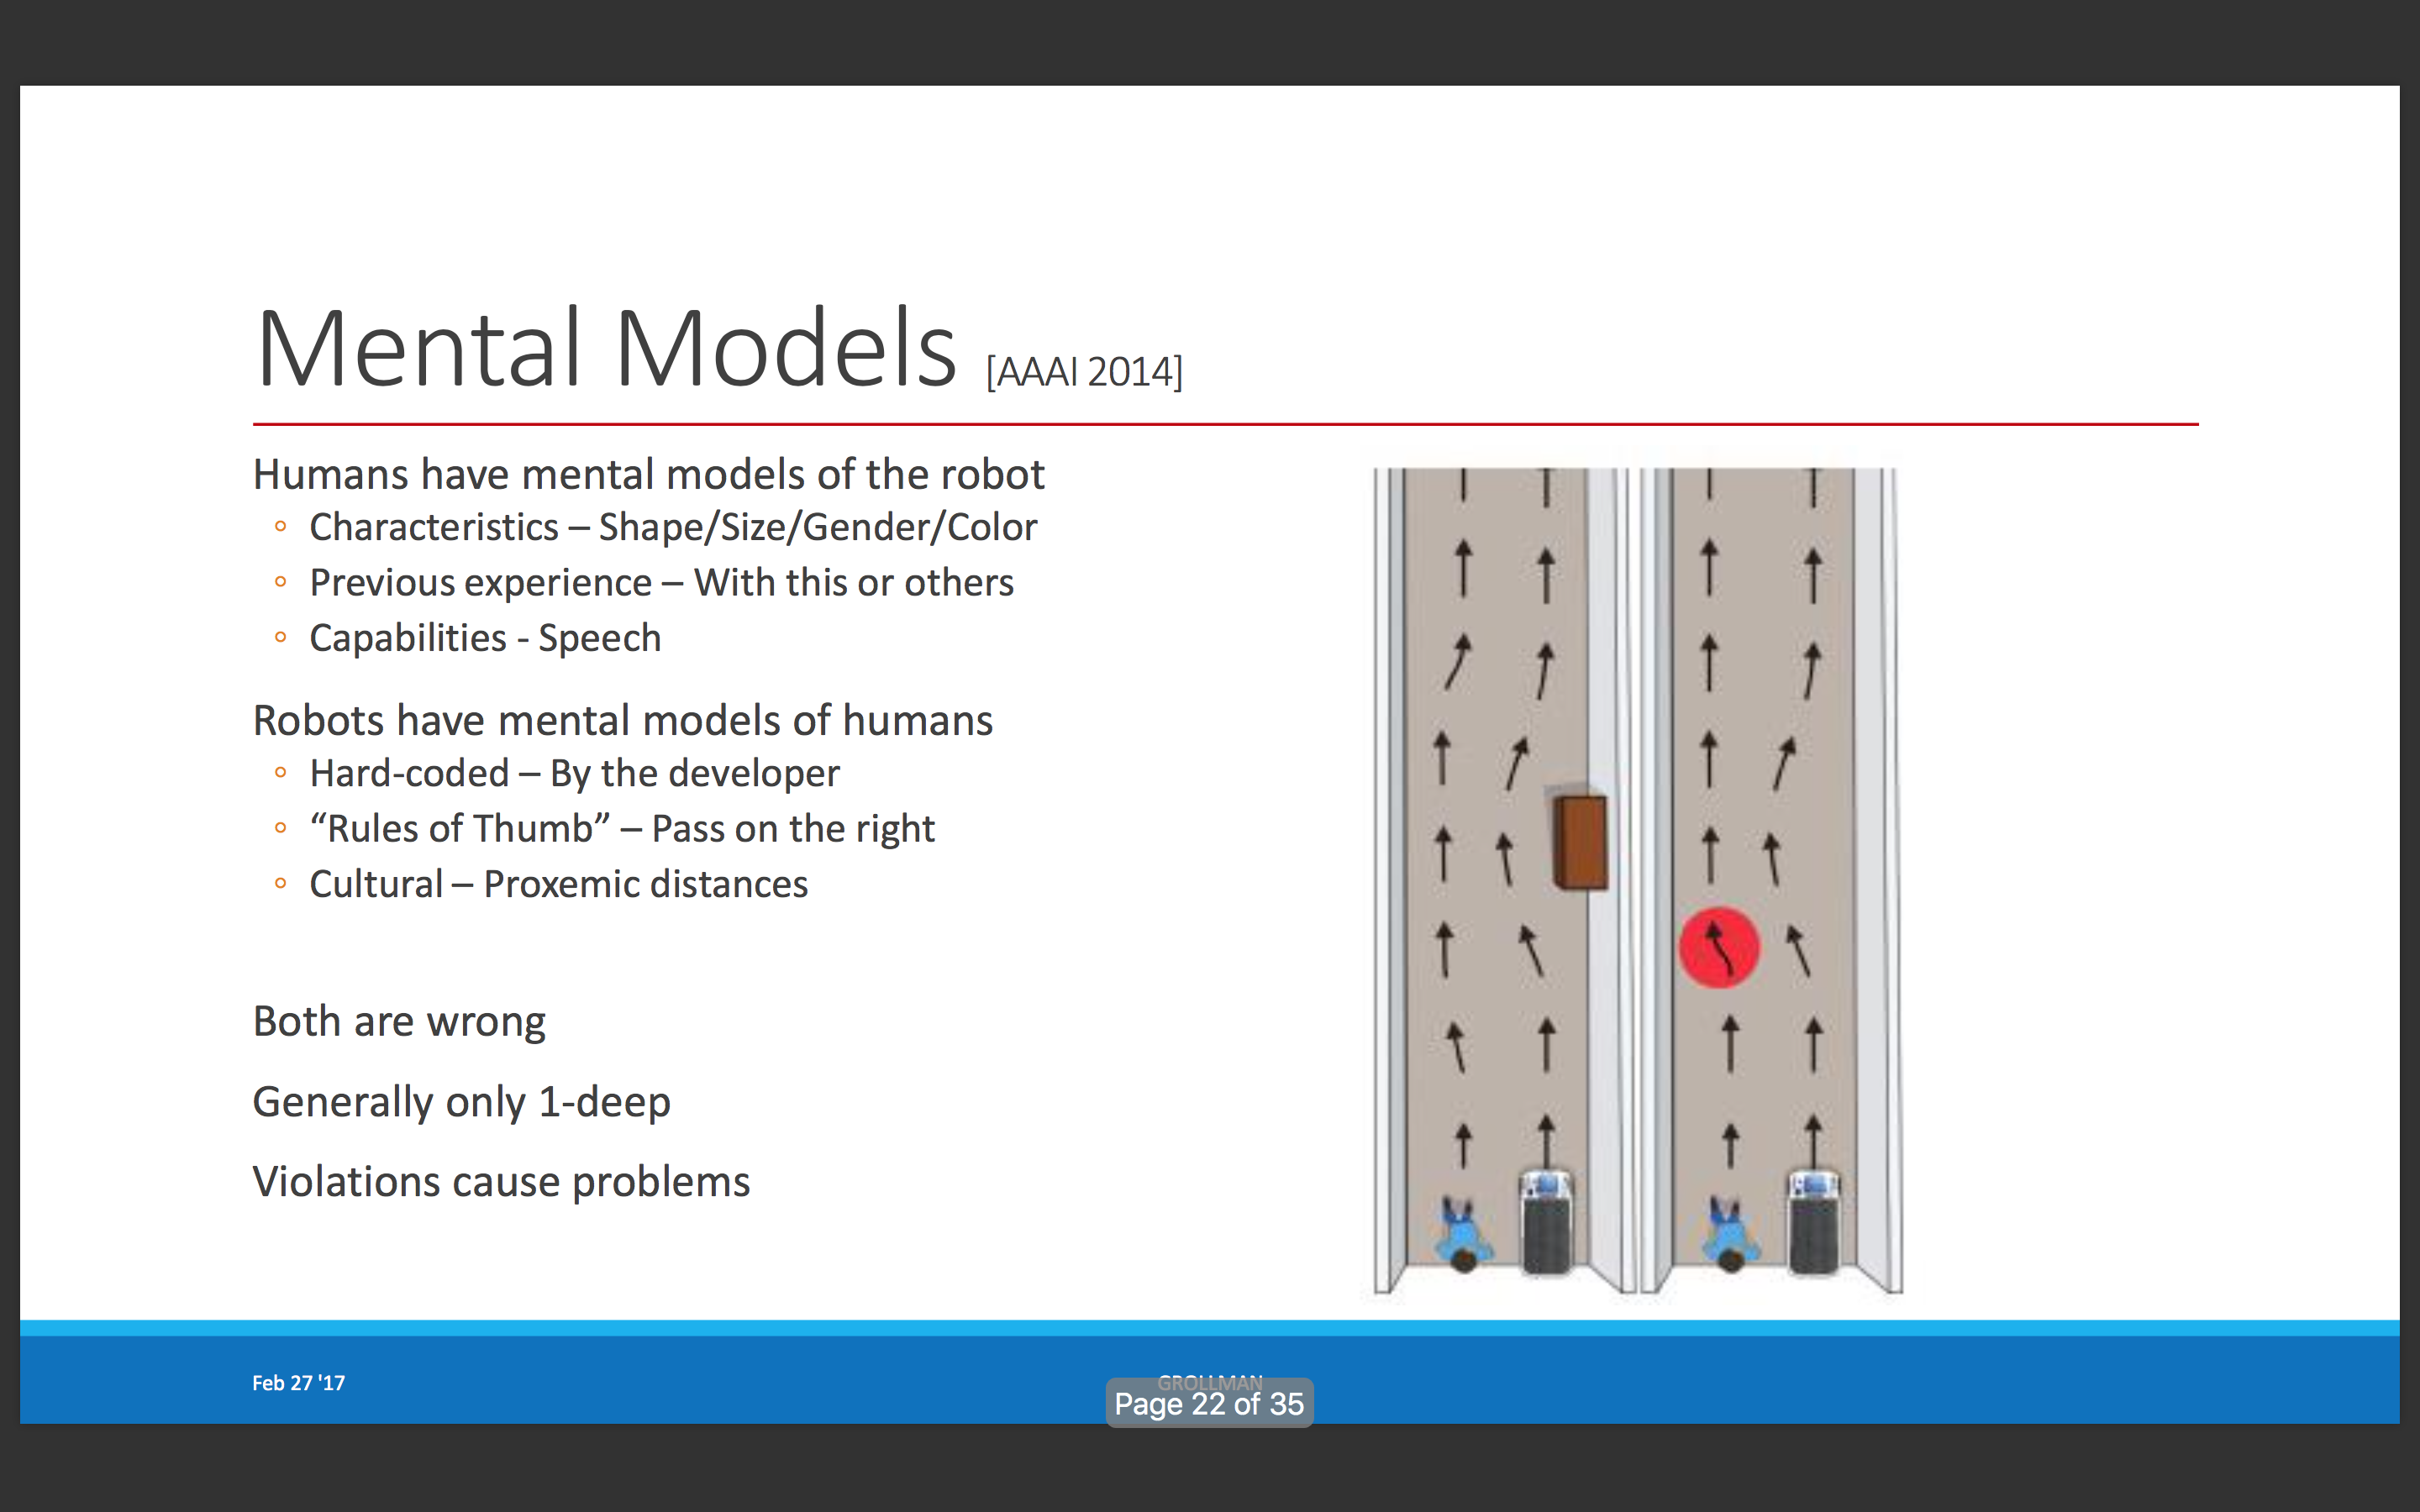 Mental Models [AAAI 2014]
Humans have mental models of the robot
◦ Characteristics – Shape/Size/Gender/Color
◦ Previous experience – With this or others
◦ Capabilities - Speech
Robots have mental models of humans
◦ Hard-coded – By the developer
◦ “Rules of Thumb” – Pass on the right
◦ Cultural – Proxemic distances
Both are wrong
Generally only 1-deep
Violations cause problems
Feb 27 '17
GROLLMAN
Page 22 of 35